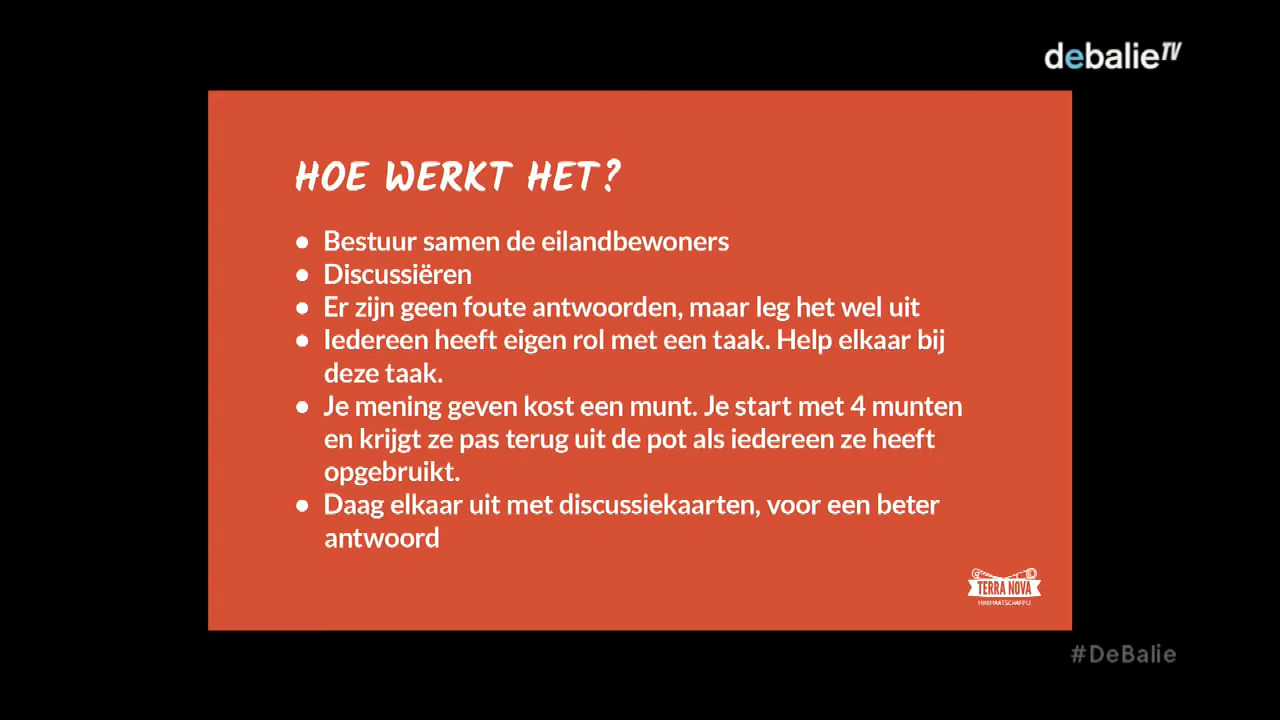 debalieTV
HOE WERKT HET?
● Bestuur samen de eilandbewoners
● Discussiëren
● Er zijn geen foute antwoorden, maar leg het wel uit
● Iedereen heeft eigen rol met een taak. Help elkaar bij
deze taak.
● Je mening geven kost een munt. Je start met 4 munten
en krijgt ze pas terug uit de pot als iedereen ze heeft
opgebruikt.
● Daag elkaar uit met discussiekaarten, voor een beter
antwoord
TERRA NOVA
MINIMAATSCHAPPIJ
#DeBalie